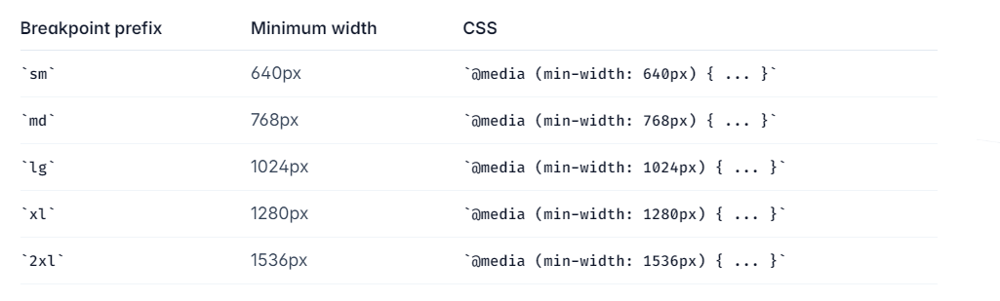 Breakpoint prefix Minimum width CSS
`sm` 640px `@media (min-width: 640px) { ... }`
`md` 768px `@media (min-width: 768px) { ... }`
`lg` 1024px `@media (min-width: 1024px) { ... }`
`xl` 1280px `@media (min-width: 1280px) { ... }`
`2xl` 1536px `@media (min-width: 1536px) { ... }`